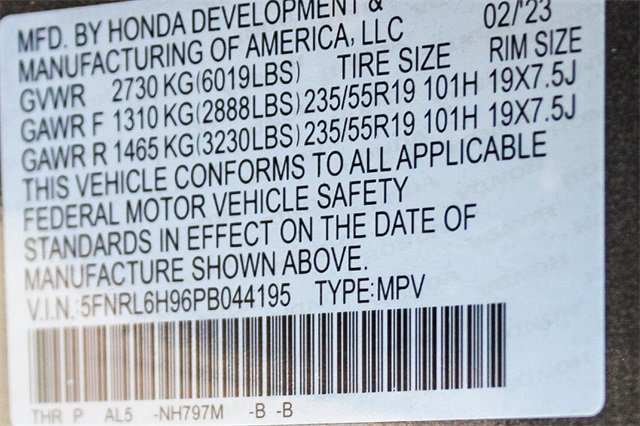 MFD. BY HONDA DEVELOPMENT &
MANUFACTURING OF AMERICA, LLC 02/'23
GVWR 2730 KG(6019LBS) TIRE SIZE RIM SIZE
GAWR F 1310 KG(2888LBS) 235/55R19 101H 19X7.5J
GAWR R 1465 KG(3230LBS) 235/55R19 101H 19X7.5J
THIS VEHICLE CONFORMS TO ALL APPLICABLE
FEDERAL MOTOR VEHICLE SAFETY
STANDARDS IN EFFECT ON THE DATE OF
MANUFACTURE SHOWN ABOVE.
V.I.N.:5FNRL6H96PB044195 TYPE:MPV
THR P AL5 -NH797M -B -B